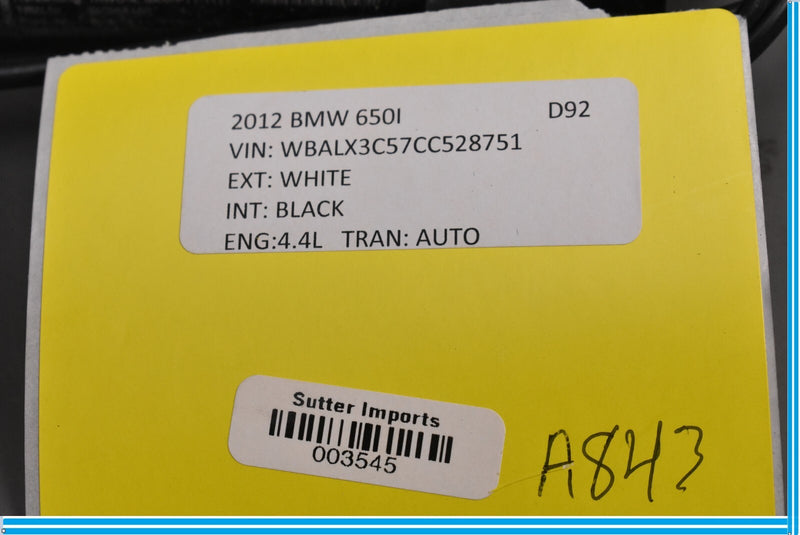 2012 BMW 650I D92
VIN: WBALX3C57CC528751
EXT: WHITE
INT: BLACK
ENG:4.4L TRAN: AUTO
Sutter Imports
003545
A843